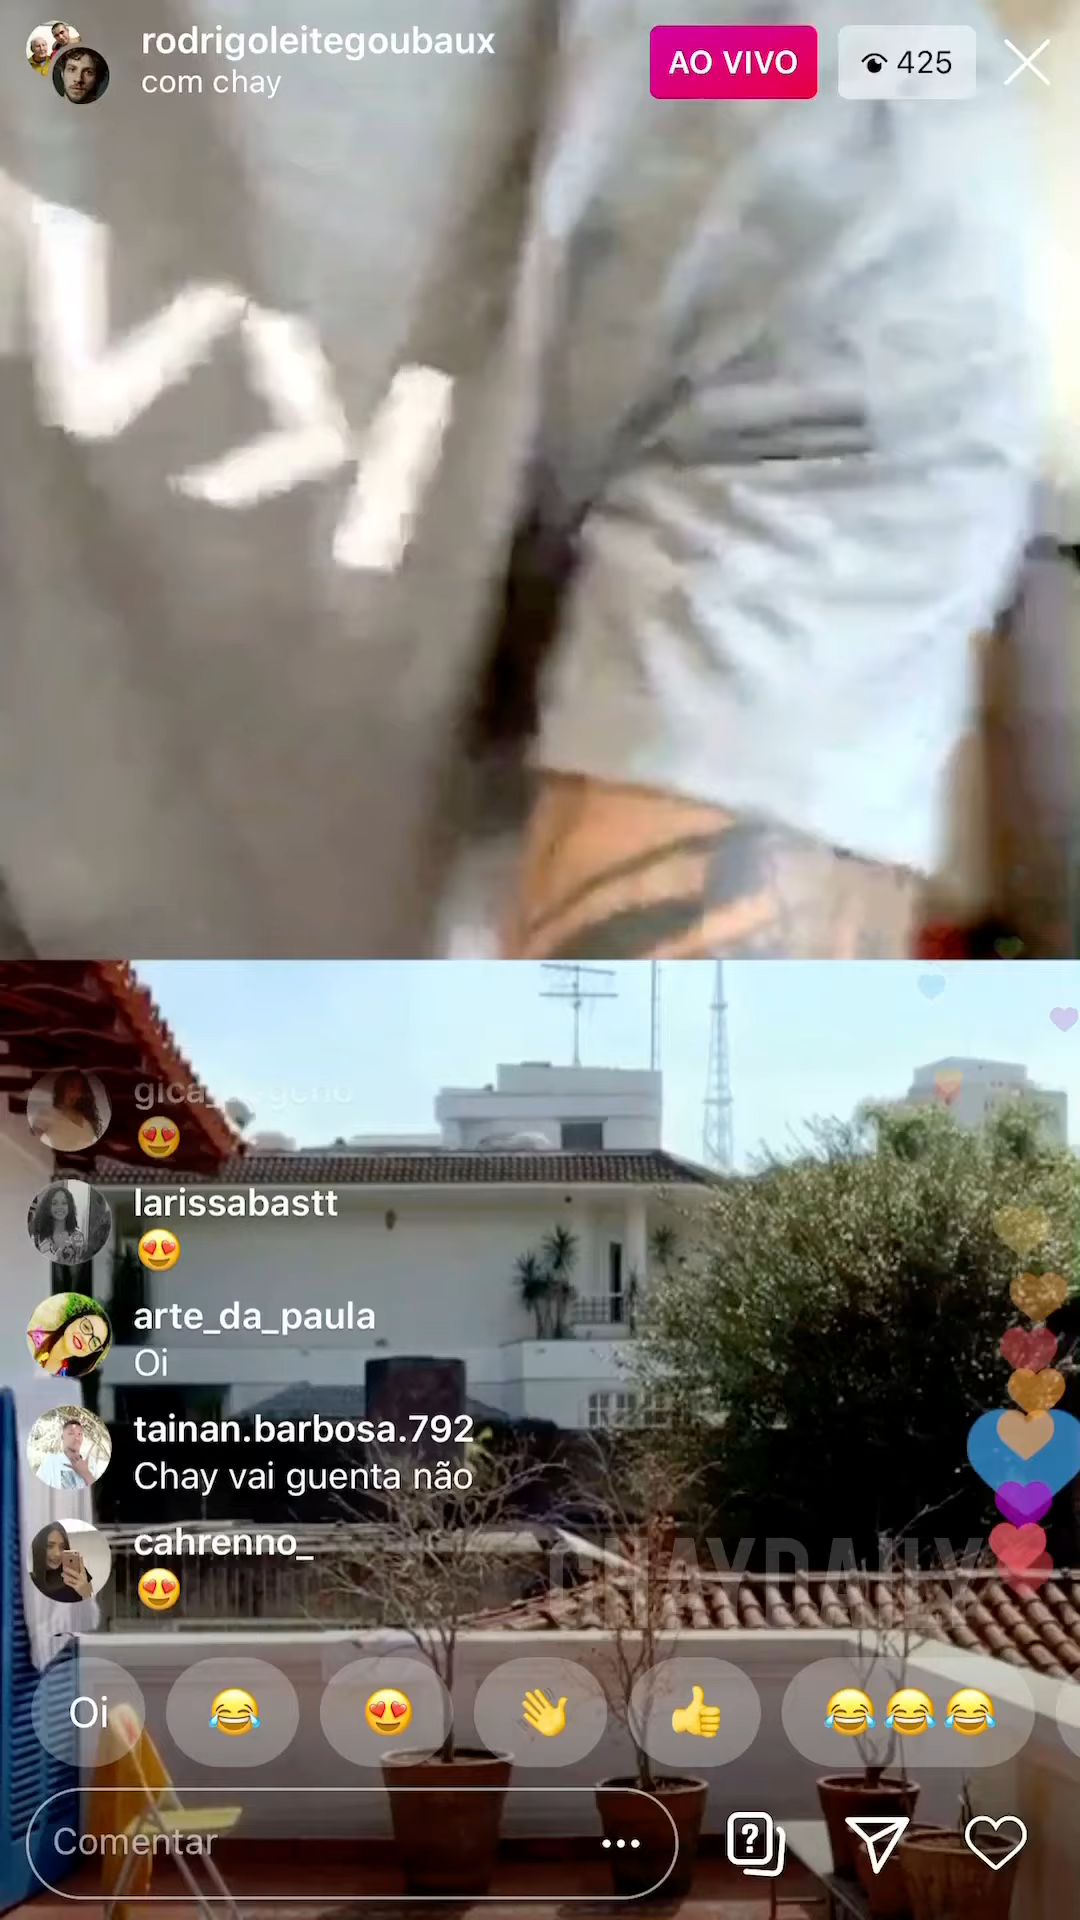 rodrigoleitegoubaux
com chay
AO VIVO
425
larissabastt
arte_da_paula
Oi
tainan.barbosa.792
Chay vai guenta não
cahrenno_
CHAYDAILY
Oi
Comentar